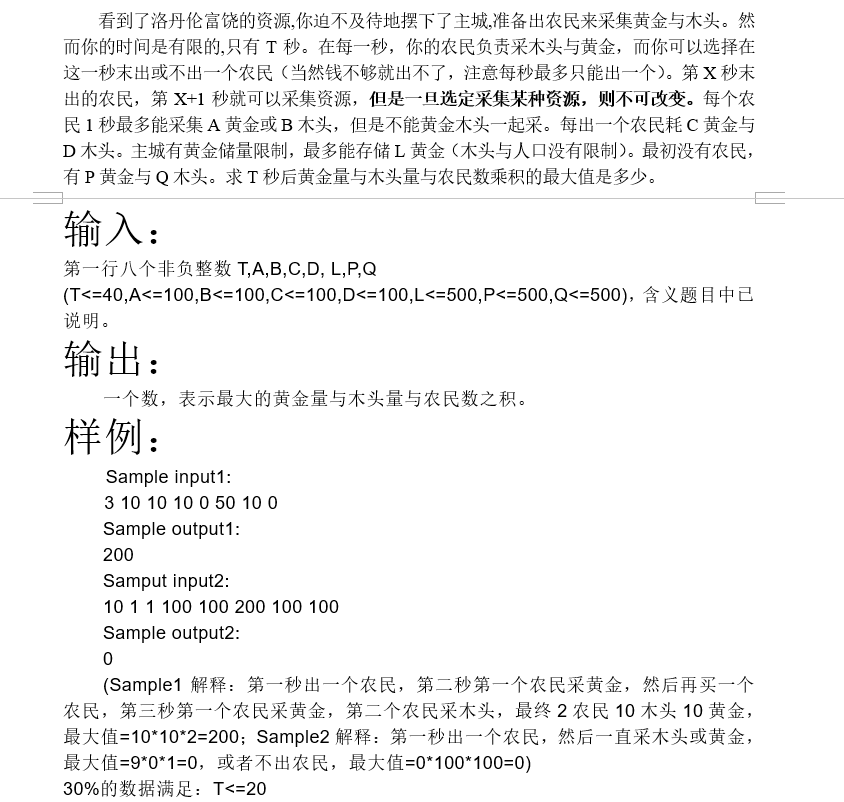 看到了洛丹伦富饶的资源,你迫不及待地摆下了主城,准备出农民来采集黄金与木头。然
而你的时间是有限的,只有 T 秒。在每一秒，你的农民负责采木头与黄金，而你可以选择在
这一秒末出或不出一个农民（当然钱不够就出不了，注意每秒最多只能出一个）。第 X 秒末
出的农民，第 X+1 秒就可以采集资源，但是一旦选定采集某种资源，则不可改变。每个农
民 1 秒最多能采集 A 黄金或 B 木头，但是不能黄金木头一起采。每出一个农民耗 C 黄金与
D 木头。主城有黄金储量限制，最多能存储 L 黄金（木头与人口没有限制）。最初没有农民，
有 P 黄金与 Q 木头。求 T 秒后黄金量与木头量与农民数乘积的最大值是多少。
输入：
第一行八个非负整数 T,A,B,C,D, L,P,Q
(T<=40,A<=100,B<=100,C<=100,D<=100,L<=500,P<=500,Q<=500)，含义题目中已
说明。
输出：
一个数，表示最大的黄金量与木头量与农民数之积。
样例：
Sample input1:
3 10 10 10 0 50 10 0
Sample output1:
200
Samput input2:
10 1 1 100 100 200 100 100
Sample output2:
0
(Sample1 解释：第一秒出一个农民，第二秒第一个农民采黄金，然后再买一个
农民，第三秒第一个农民采黄金，第二个农民采木头，最终 2 农民 10 木头 10 黄金，
最大值=10*10*2=200；Sample2 解释：第一秒出一个农民，然后一直采木头或黄金，
最大值=9*0*1=0，或者不出农民，最大值=0*100*100=0)
30%的数据满足：T<=20